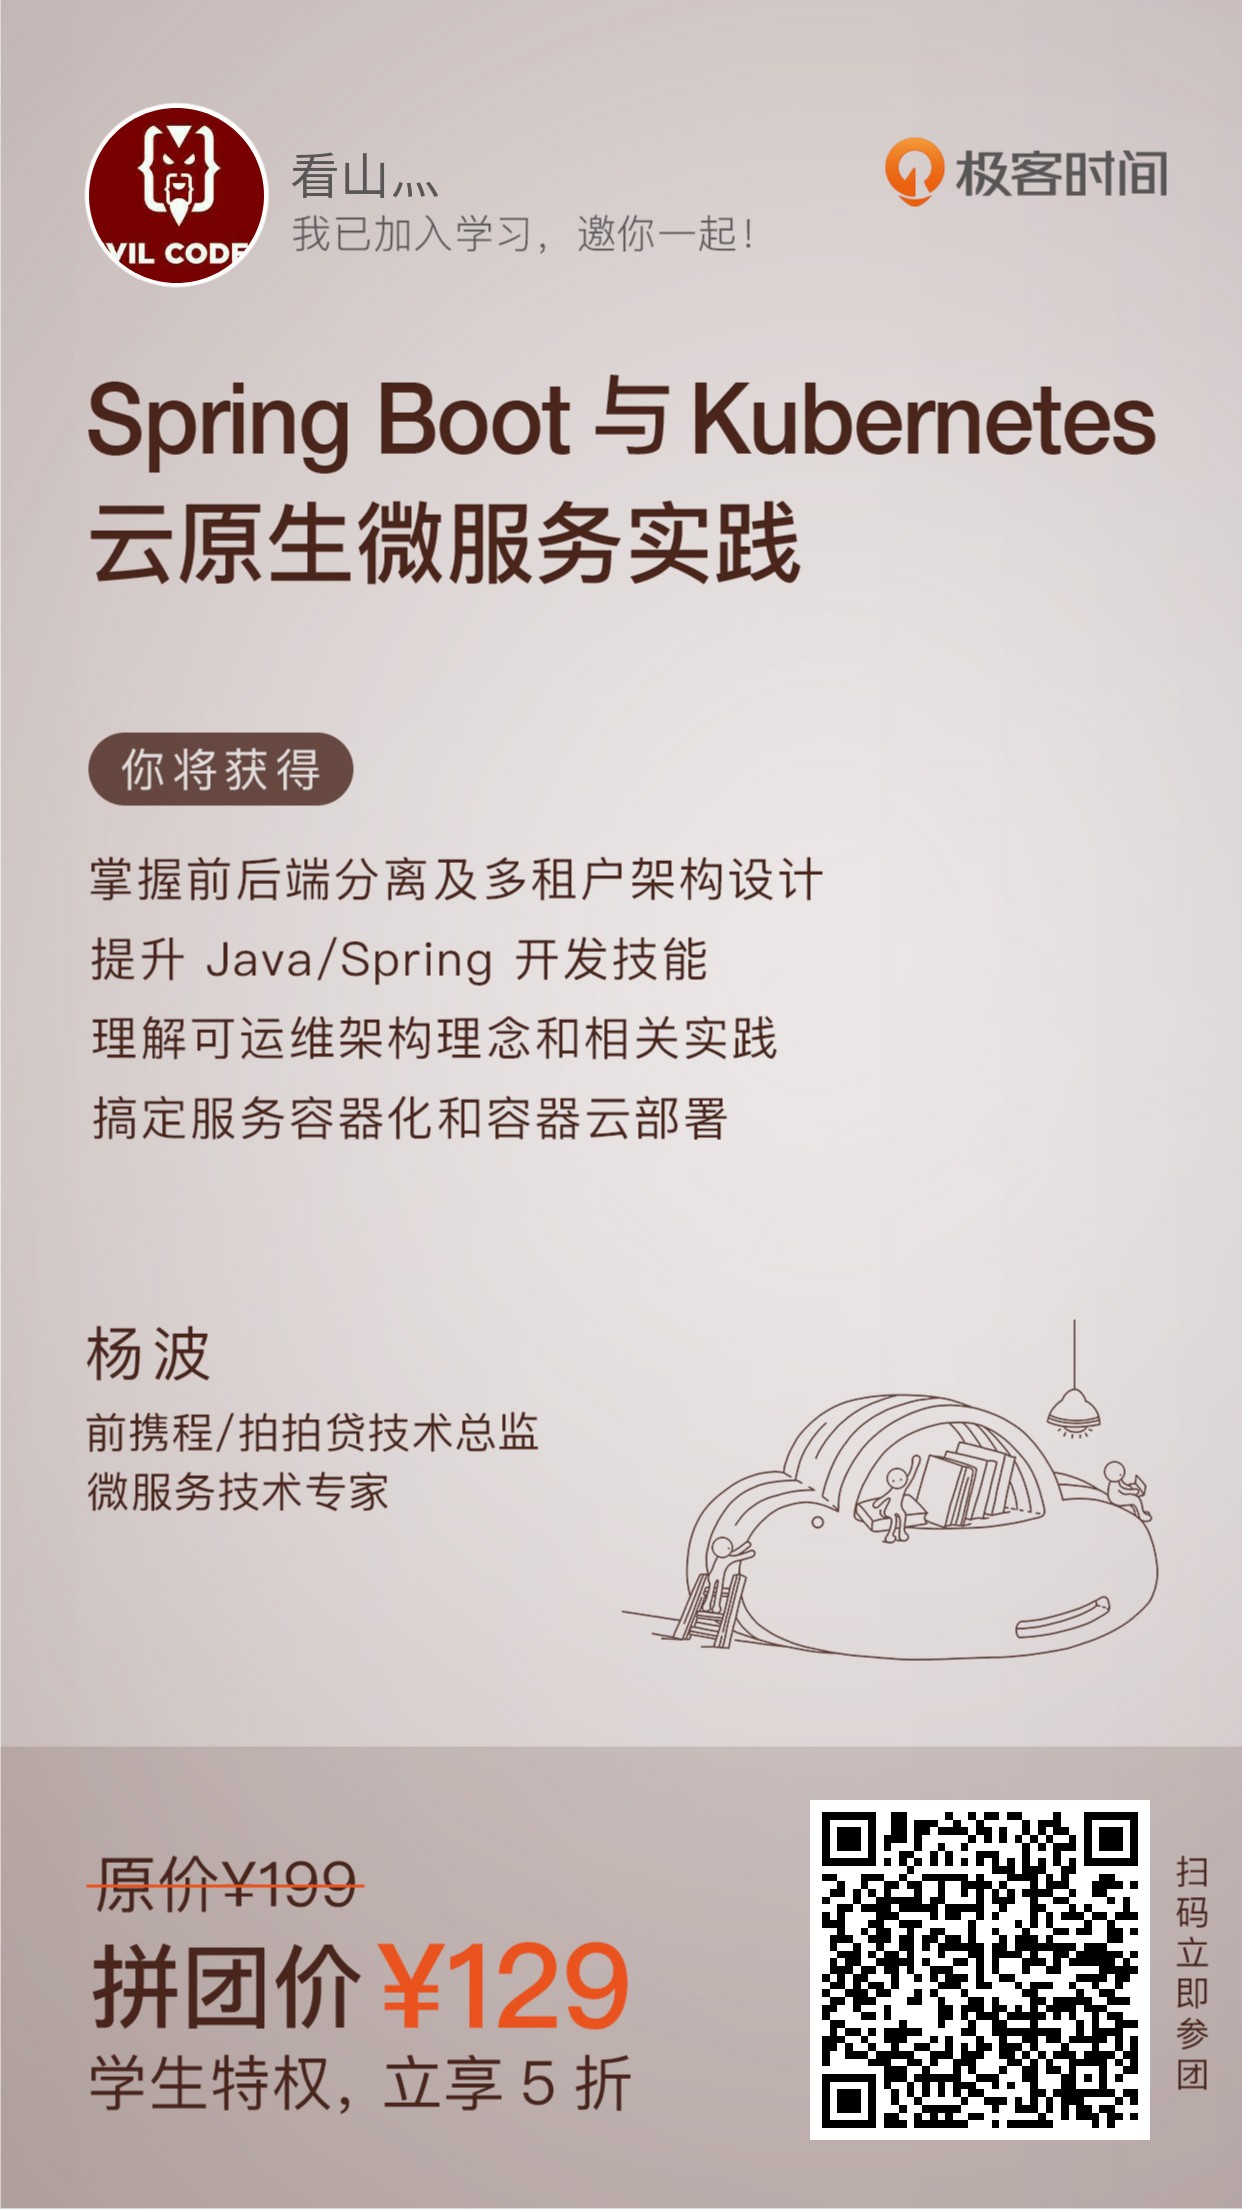 看山灬
我已加入学习，邀你一起！
极客时间
VIL CODE
Spring Boot 与 Kubernetes
云原生微服务实践
你将获得
掌握前后端分离及多租户架构设计
提升 Java/Spring 开发技能
理解可运维架构理念和相关实践
搞定服务容器化和容器云部署
杨波
前携程/拍拍贷技术总监
微服务技术专家
原价¥199
拼团价 ¥129
学生特权，立享 5 折
扫码立即参团